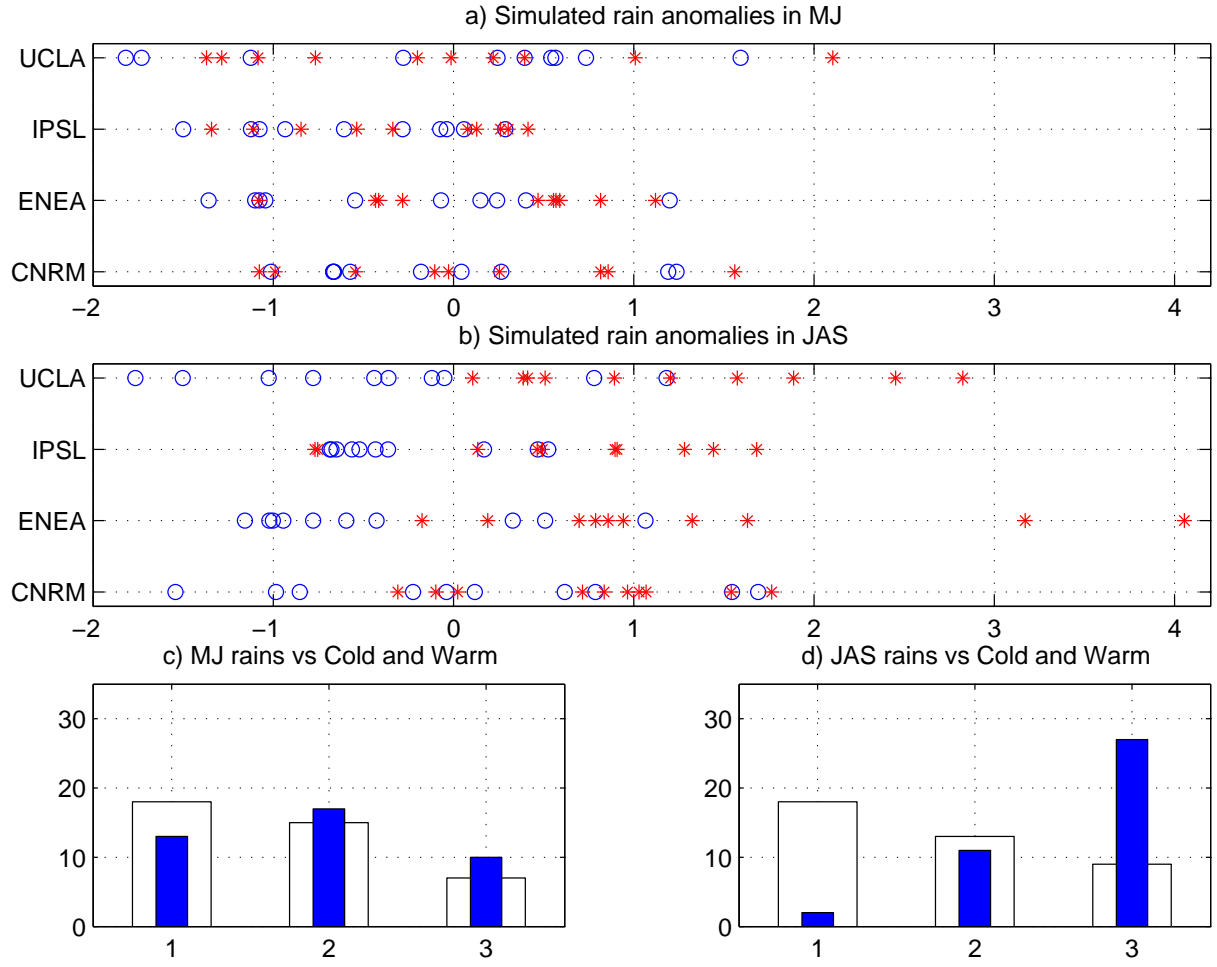 a) Simulated rain anomalies in MJ
UCLA
IPSL
ENEA
CNRM
−2 −1 0 1 2 3 4
b) Simulated rain anomalies in JAS
UCLA
IPSL
ENEA
CNRM
−2 −1 0 1 2 3 4
c) MJ rains vs Cold and Warm
30
20
10
0
1 2 3
d) JAS rains vs Cold and Warm
30
20
10
0
1 2 3